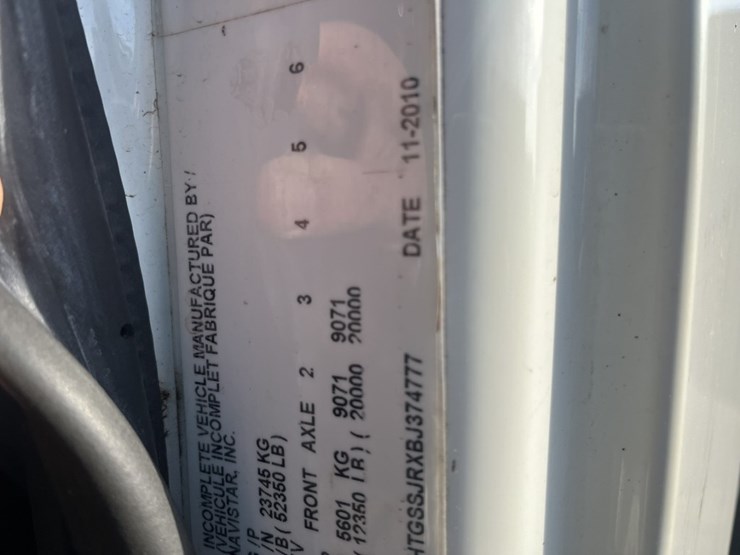 INCOMPLETE VEHICLE MANUFACTURED BY /
(VEHICULE INCOMPLET FABRIQUE PAR)
NAVISTAR, INC.
/P
/N 23745 KG
B ( 52350 LB )
V FRONT AXLE 2 3 4 5 6
5601 KG 9071 9071
12350 LB ) ( 20000 20000
HTGSSJRXBJ374777 DATE 11-2010